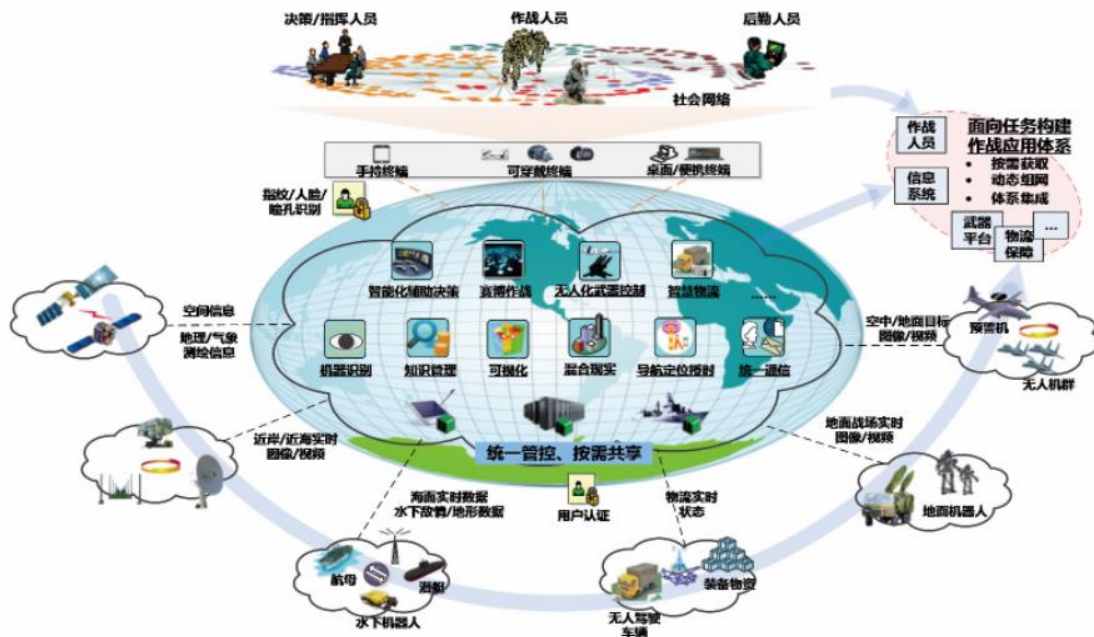 决策/指挥人员
作战人员
后勤人员
社会网络
手持终端
可穿戴终端
桌面/便携终端
指纹/人脸/
瞳孔识别
作战
人员
信息
系统
面向任务构建
作战应用体系
• 按需获取
• 动态组网
• 体系集成
武器
平台
物流
保障
...
智能化辅助决策
赛博作战
无人化武器控制
智慧物流
......
机器识别
知识管理
可视化
混合现实
导航定位授时
统一通信
统一管控、按需共享
用户认证
空间信息
地理/气象
测绘信息
近岸/近海实时
图像/视频
海面实时数据
水下敌情/地形数据
物流实时
状态
地面战场实时
图像/视频
空中/地面目标
图像/视频
预警机
无人机群
地面机器人
航母
潜艇
水下机器人
无人驾驶
车辆
装备物资